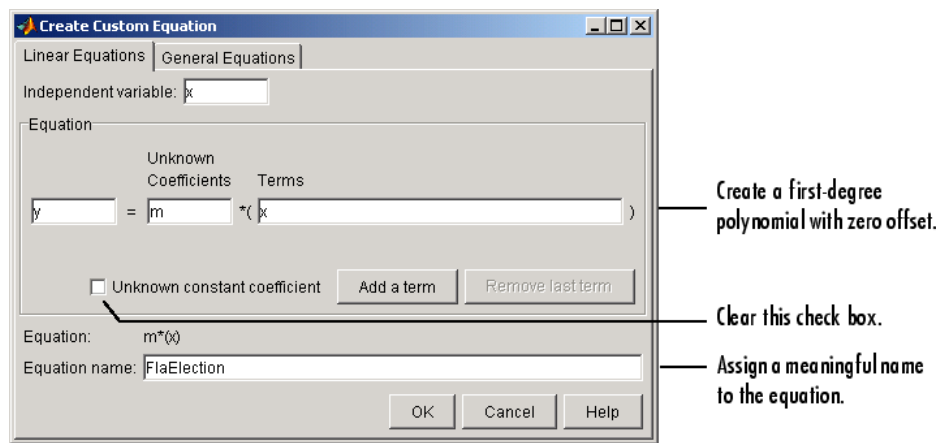 Create Custom Equation
Linear Equations General Equations
Independent variable: x
Equation
Unknown
Coefficients Terms
y = m *( x )
Create a first-degree
polynomial with zero offset.
Unknown constant coefficient Add a term Remove last term
Clear this check box.
Equation: m*(x)
Equation name: FlaElection
Assign a meaningful name
to the equation.
OK Cancel Help